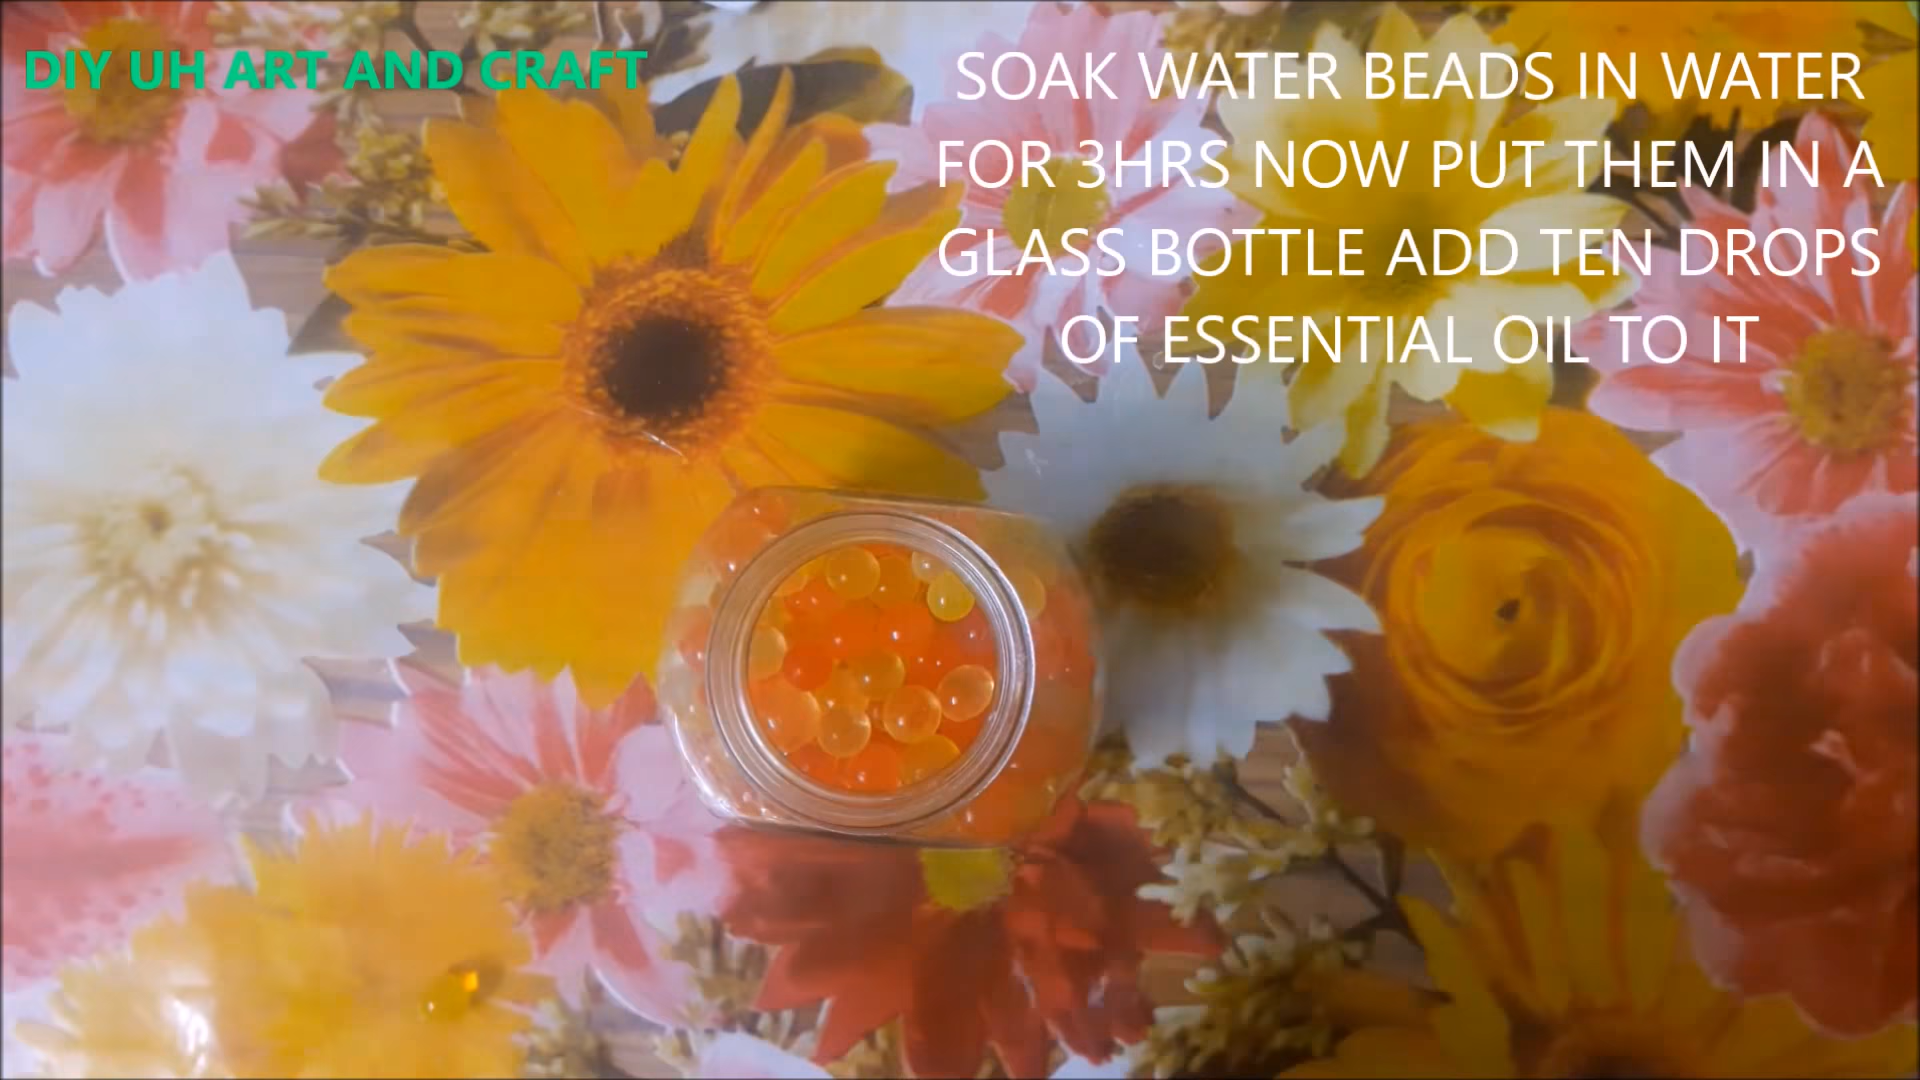 DIY UH ART AND CRAFT
SOAK WATER BEADS IN WATER
FOR 3HRS NOW PUT THEM IN A
GLASS BOTTLE ADD TEN DROPS
OF ESSENTIAL OIL TO IT